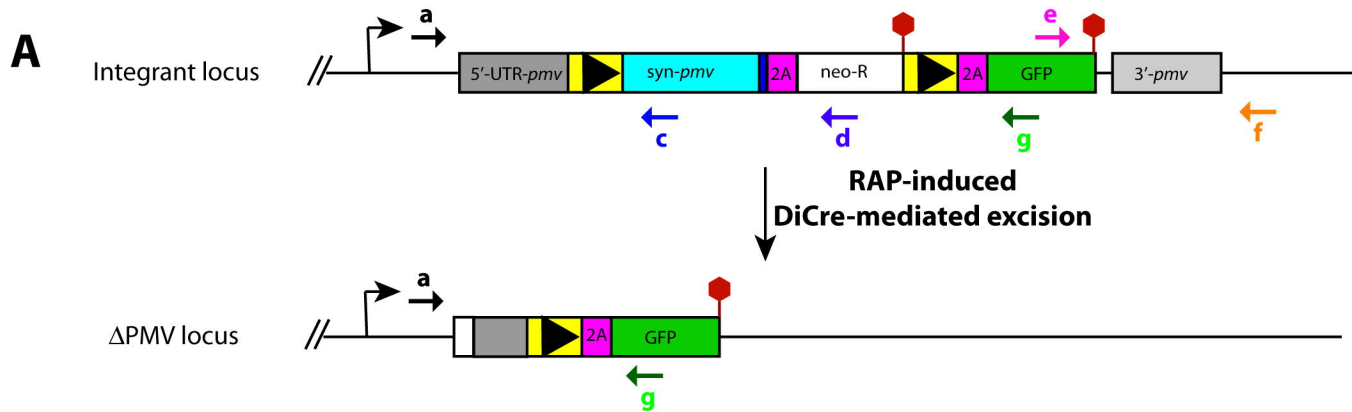 A
a
e
Integrant locus
5'-UTR-pmv
syn-pmv
2A
neo-R
2A
GFP
3'-pmv
c
d
g
f
RAP-induced
DiCre-mediated excision
a
ΔPMV locus
2A
GFP
g